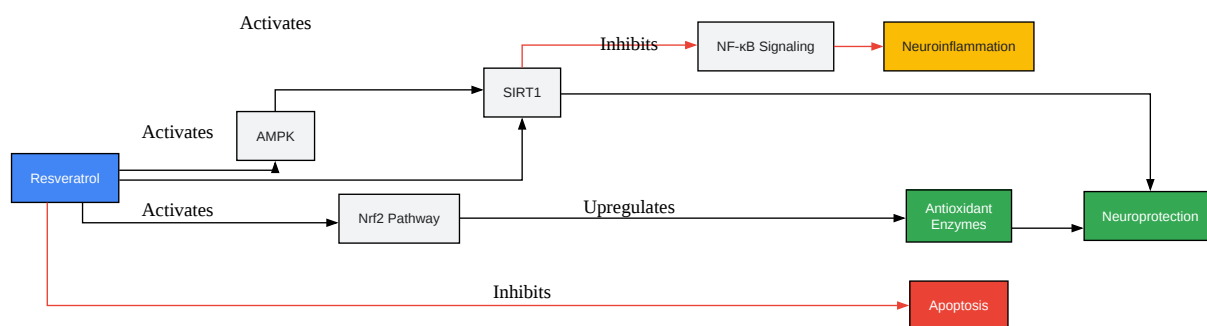 Activates
Inhibits
NF-κB Signaling
Neuroinflammation
SIRT1
Activates
AMPK
Resveratrol
Activates
Nrf2 Pathway
Upregulates
Antioxidant
Enzymes
Neuroprotection
Inhibits
Apoptosis